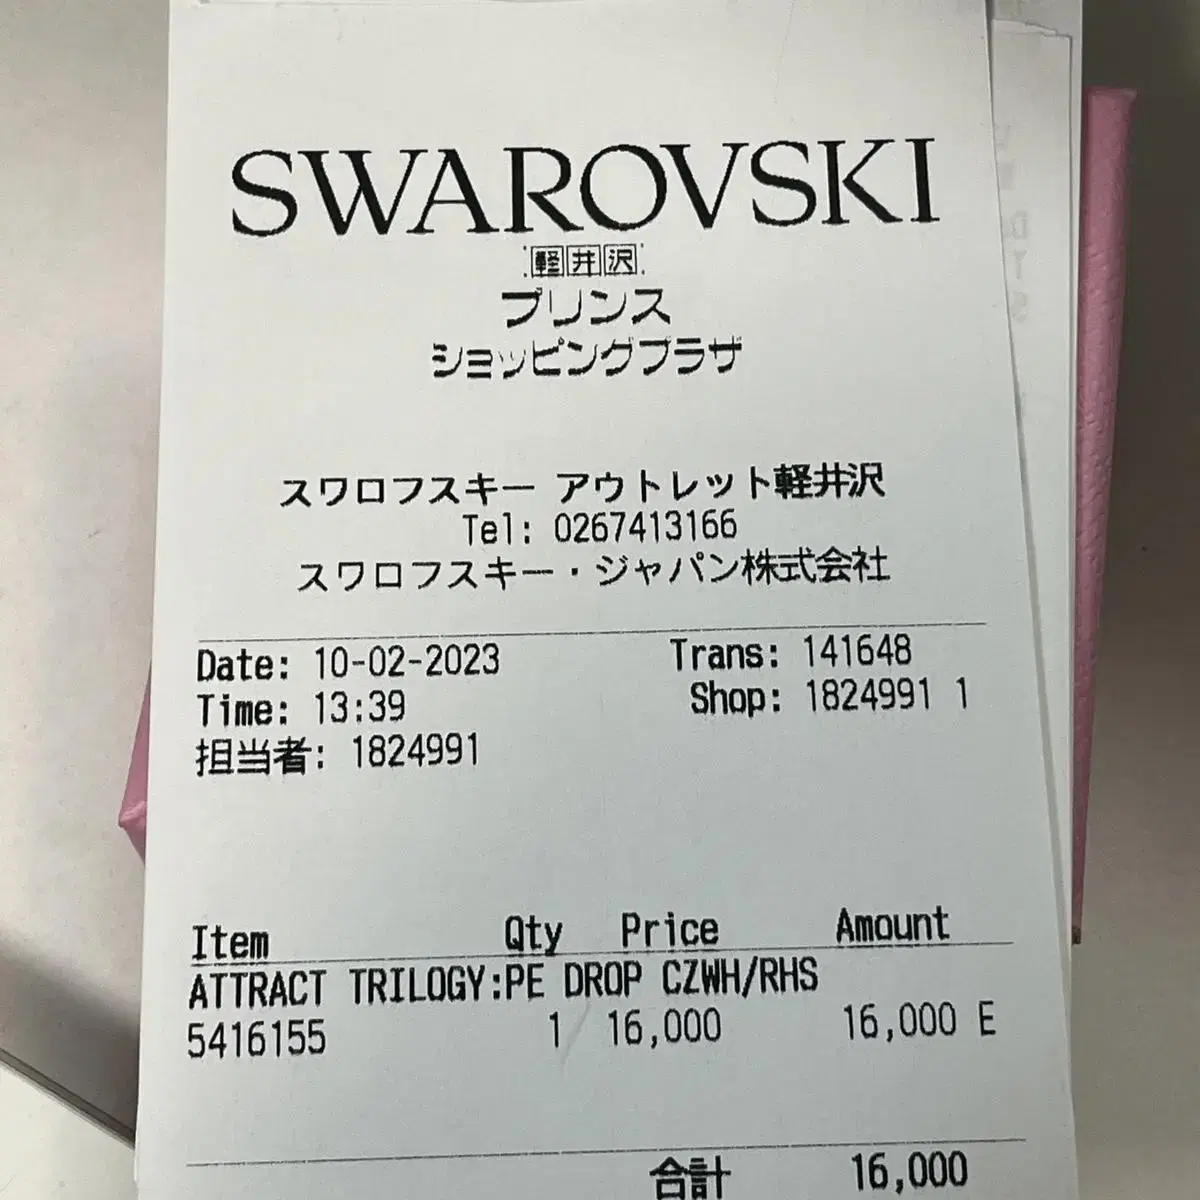 SWAROVSKI
軽井沢
プリンス
ショッピングプラザ
スワロフスキー アウトレット軽井沢
Tel: 0267413166
スワロフスキー・ジャパン株式会社
Date: 10-02-2023 Trans: 141648
Time: 13:39 Shop: 1824991 1
担当者: 1824991
Item Qty Price Amount
ATTRACT TRILOGY:PE DROP CZWH/RHS
5416155 1 16,000 16,000 E
合計 16,000